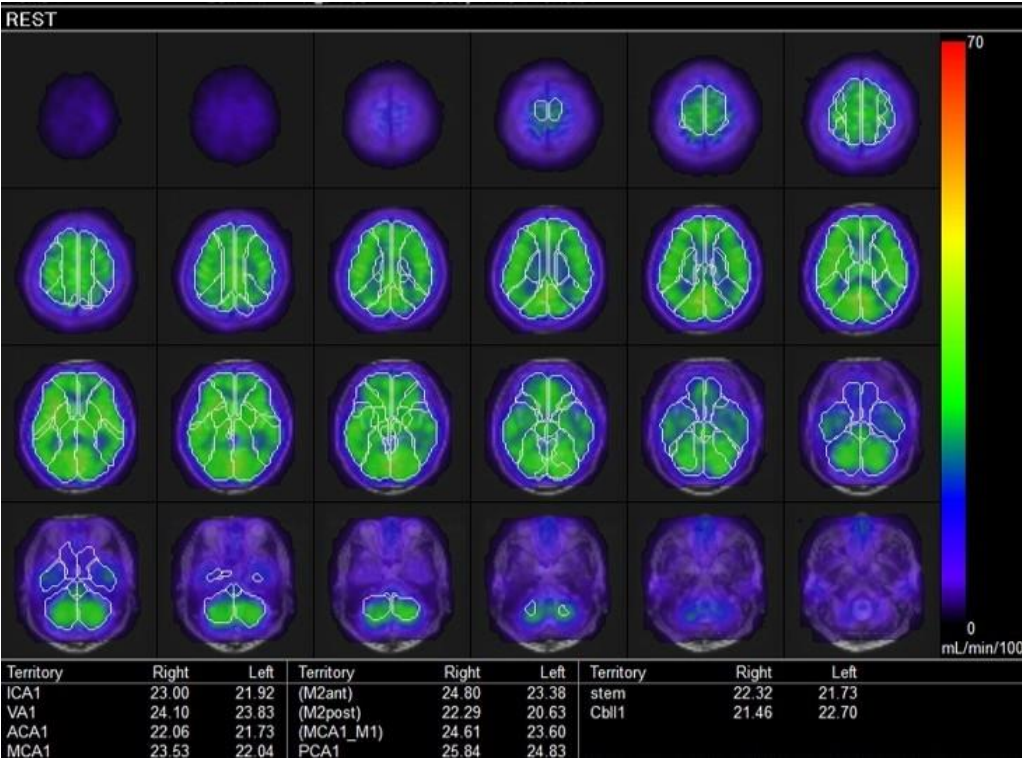 REST
70
0
mL/min/100
Territory Right Left Territory Right Left Territory Right Left
ICA1 23.00 21.92 (M2ant) 24.80 23.38 stem 22.32 21.73
VA1 24.10 23.83 (M2post) 22.29 20.63 Cbll1 21.46 22.70
ACA1 22.06 21.73 (MCA1_M1) 24.61 23.60
MCA1 23.53 22.04 PCA1 25.84 24.83